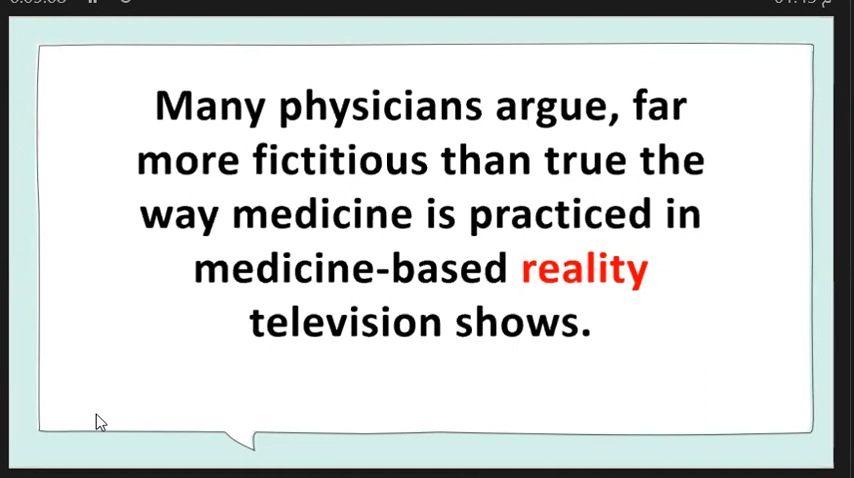 Many physicians argue, far
more fictitious than true the
way medicine is practiced in
medicine-based reality
television shows.